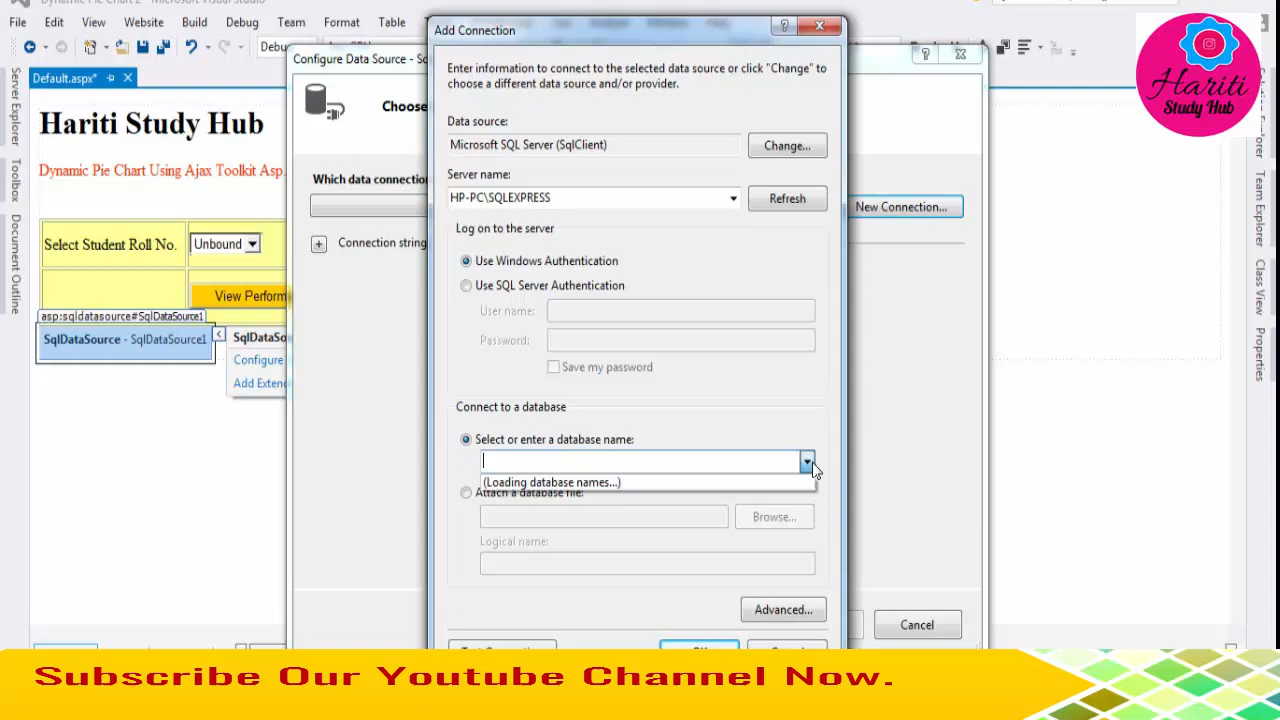 Dynamic Pie Chart 2 - Microsoft Visual Studio
File Edit View Website Build Debug Team Format Table
Debu
Default.aspx*
Server Explorer
Toolbox
Document Outline
Hariti Study Hub
Dynamic Pie Chart Using Ajax Toolkit Asp.
Select Student Roll No.
Unbound
View Perform
asp:sqldatasource#SqlDataSource1
SqlDataSource - SqlDataSource1
SqlDataSo
Configure
Add Exten
Configure Data Source - Sq
Choose
Which data connection
New Connection...
Connection string
Cancel
Add Connection
Enter information to connect to the selected data source or click "Change" to
choose a different data source and/or provider.
Data source:
Microsoft SQL Server (SqlClient)
Change...
Server name:
HP-PC\SQLEXPRESS
Refresh
Log on to the server
Use Windows Authentication
Use SQL Server Authentication
User name:
Password:
Save my password
Connect to a database
Select or enter a database name:
(Loading database names...)
Attach a database file:
Browse...
Logical name:
Advanced...
Hariti
Study Hub
Team Explorer
Class View
Properties
Subscribe Our Youtube Channel Now.